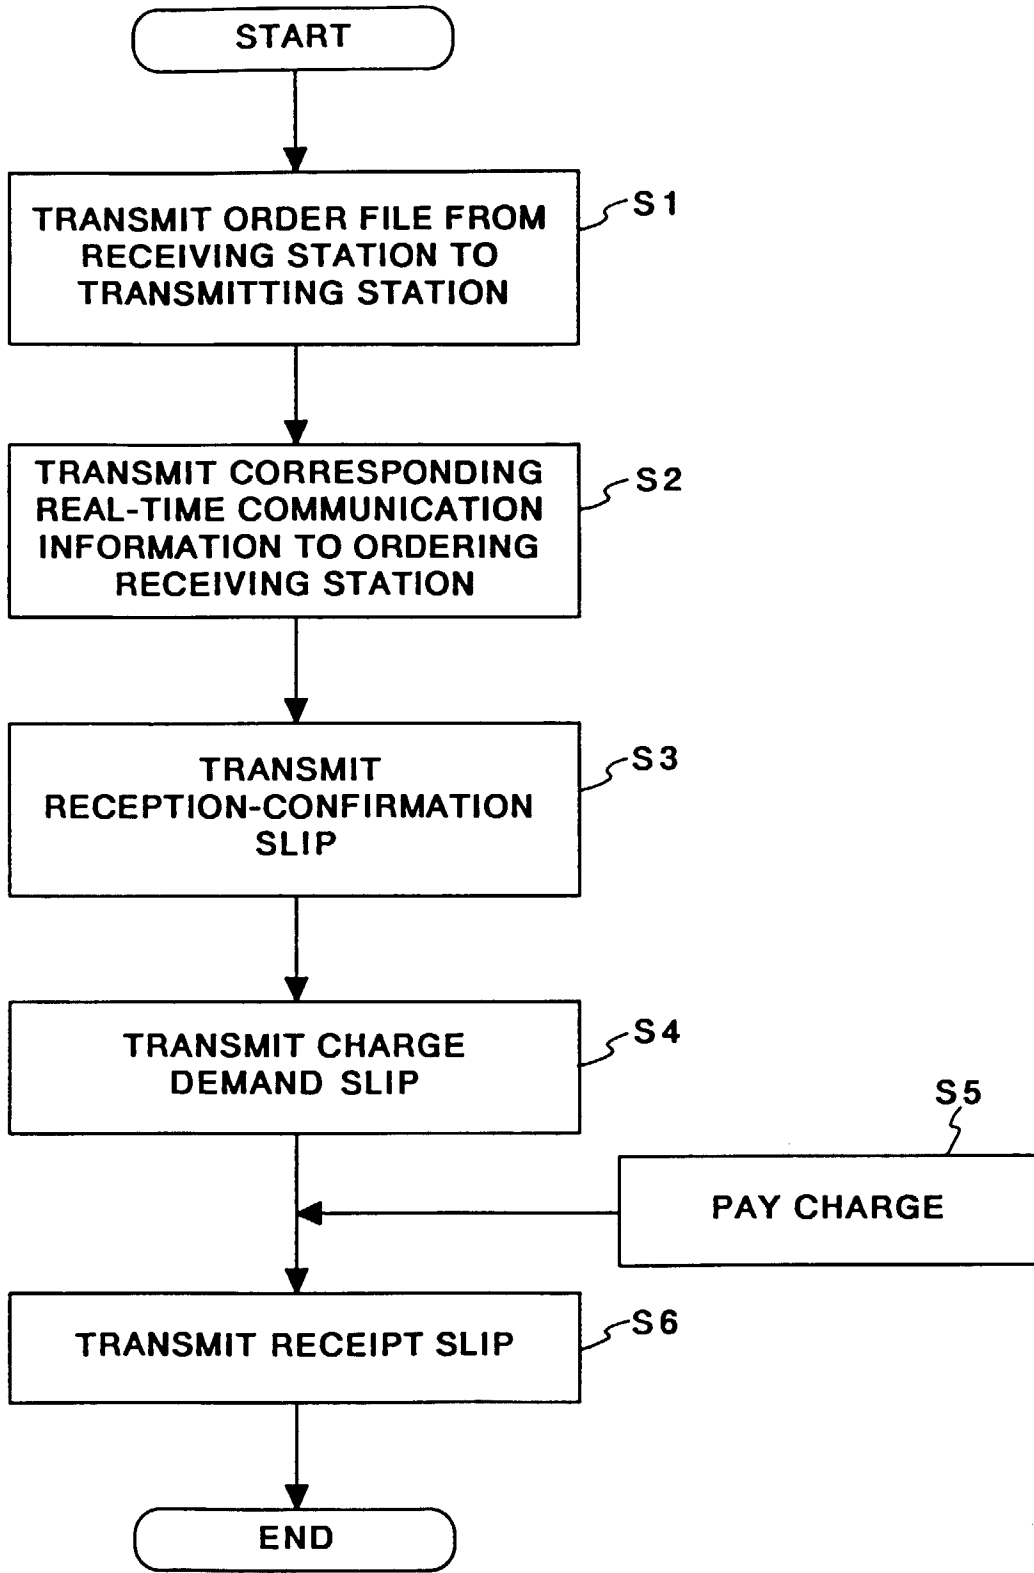 START
S1
TRANSMIT ORDER FILE FROM
RECEIVING STATION TO
TRANSMITTING STATION
S2
TRANSMIT CORRESPONDING
REAL-TIME COMMUNICATION
INFORMATION TO ORDERING
RECEIVING STATION
S3
TRANSMIT
RECEPTION-CONFIRMATION
SLIP
S4
TRANSMIT CHARGE
DEMAND SLIP
S5
PAY CHARGE
S6
TRANSMIT RECEIPT SLIP
END